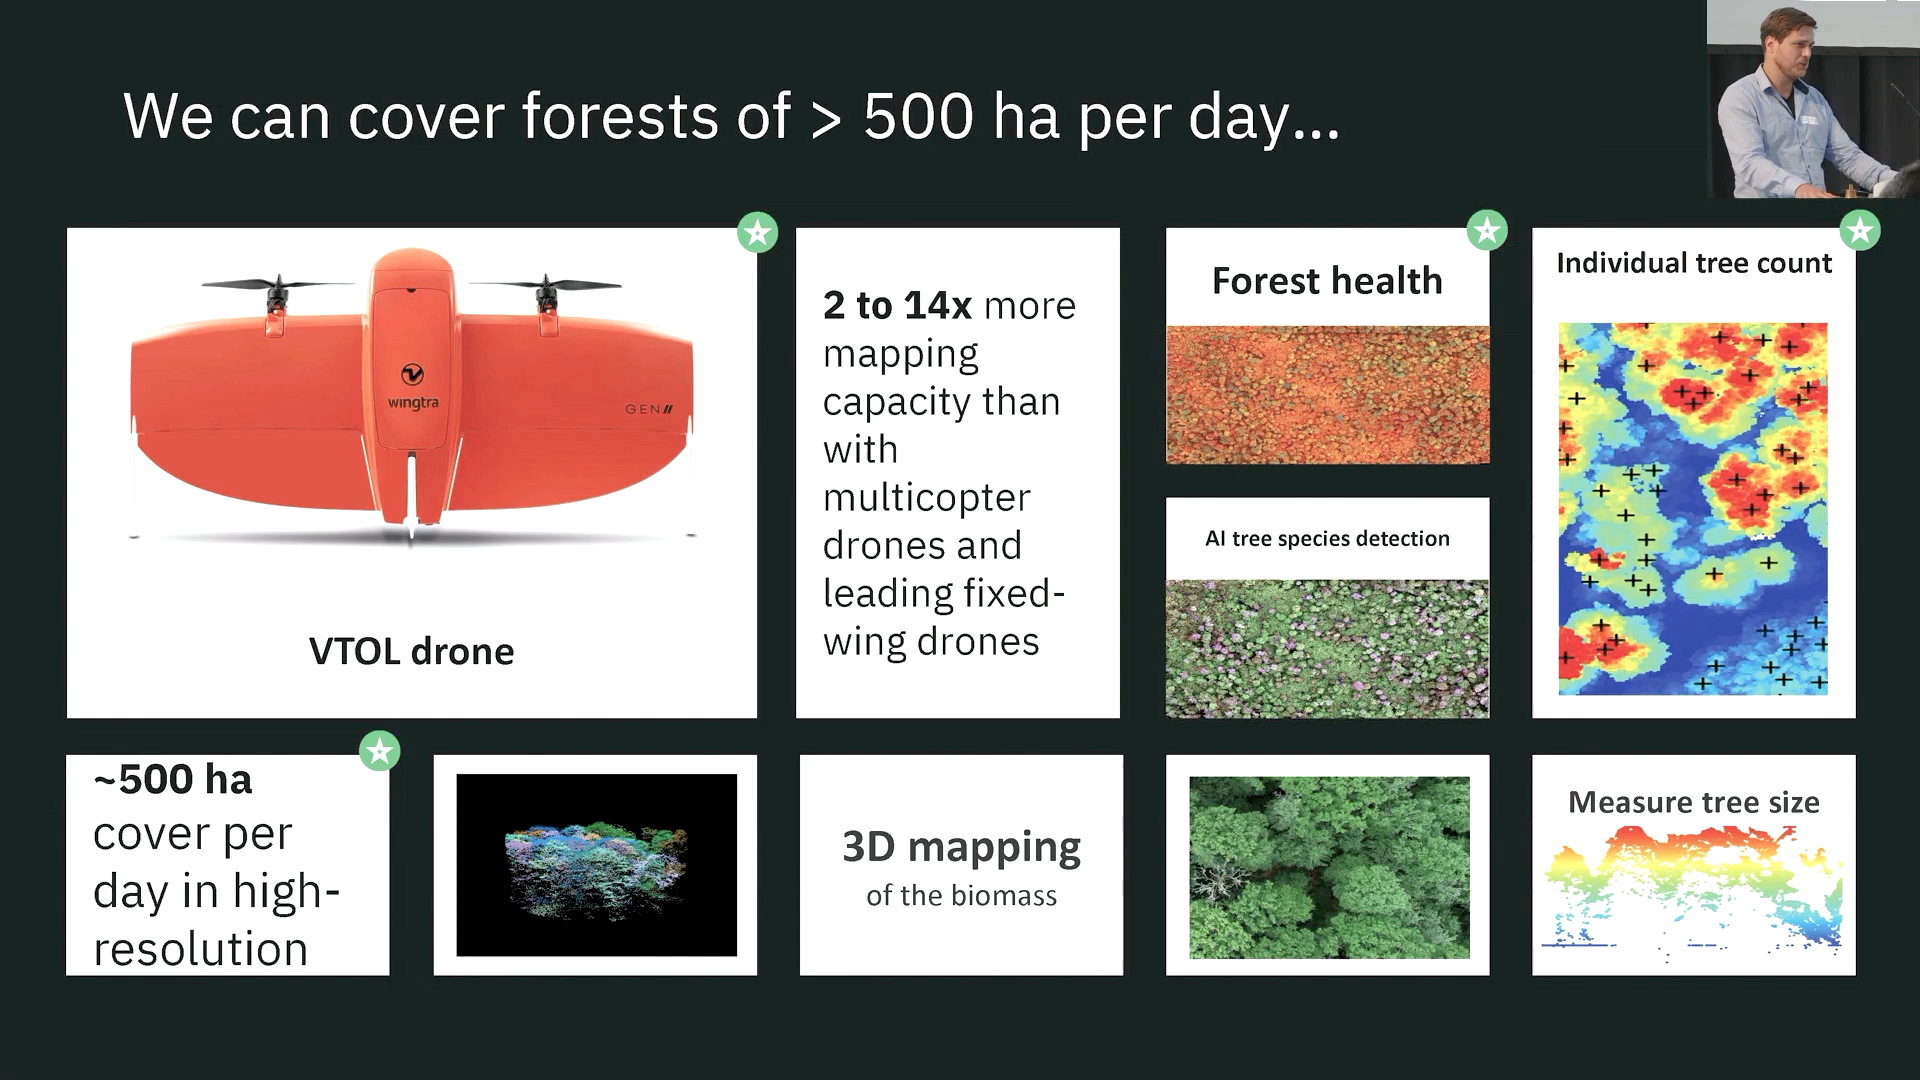 We can cover forests of > 500 ha per day...
wingtra
GEN II
VTOL drone
2 to 14x more
mapping
capacity than
with
multicopter
drones and
leading fixed-
wing drones
Forest health
AI tree species detection
Individual tree count
~500 ha
cover per
day in high-
resolution
3D mapping
of the biomass
Measure tree size